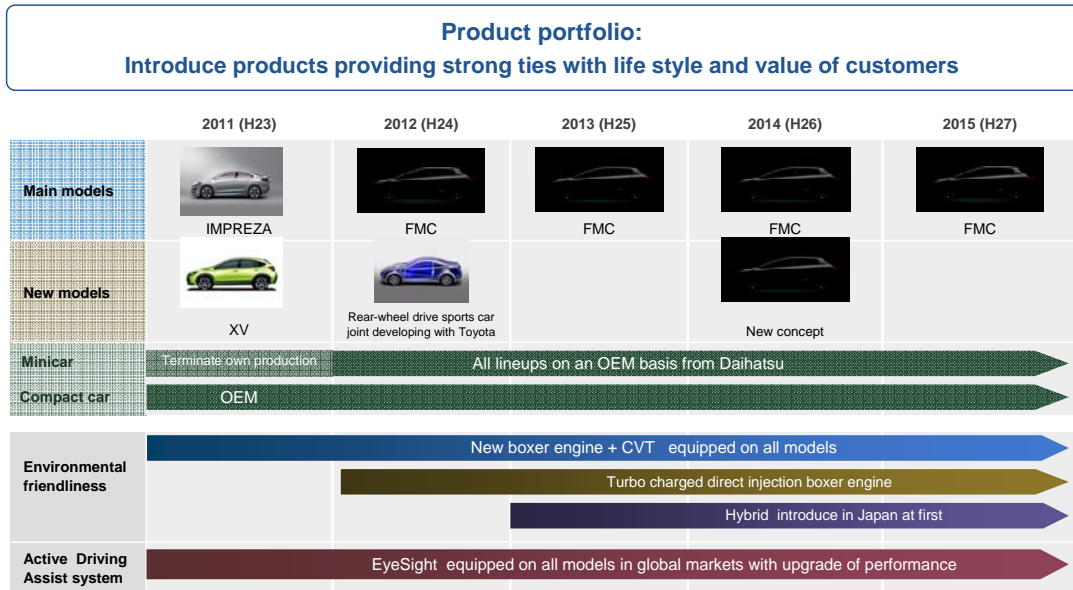 Product portfolio:
Introduce products providing strong ties with life style and value of customers
2011 (H23) 2012 (H24) 2013 (H25) 2014 (H26) 2015 (H27)
Main models
IMPREZA FMC FMC FMC FMC
New models
XV
Rear-wheel drive sports car
joint developing with Toyota
New concept
Minicar Terminate own production All lineups on an OEM basis from Daihatsu
Compact car OEM
Environmental
friendliness
New boxer engine + CVT equipped on all models
Turbo charged direct injection boxer engine
Hybrid introduce in Japan at first
Active Driving
Assist system
EyeSight equipped on all models in global markets with upgrade of performance